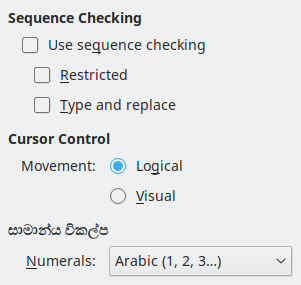 Sequence Checking
Use sequence checking
Restricted
Type and replace
Cursor Control
Movement: Logical
Visual
සාමාන්ය විකල්ප
Numerals: Arabic (1, 2, 3...)